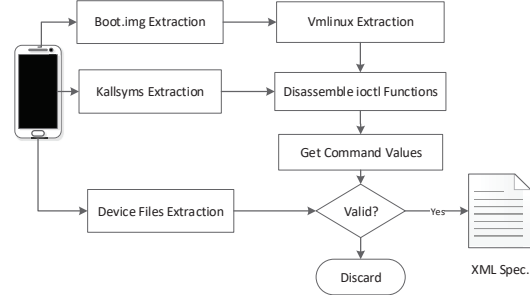 Boot.img Extraction
Vmlinux Extraction
Kallsyms Extraction
Disassemble ioctl Functions
Get Command Values
Device Files Extraction
Valid?
Yes
Discard
XML Spec.